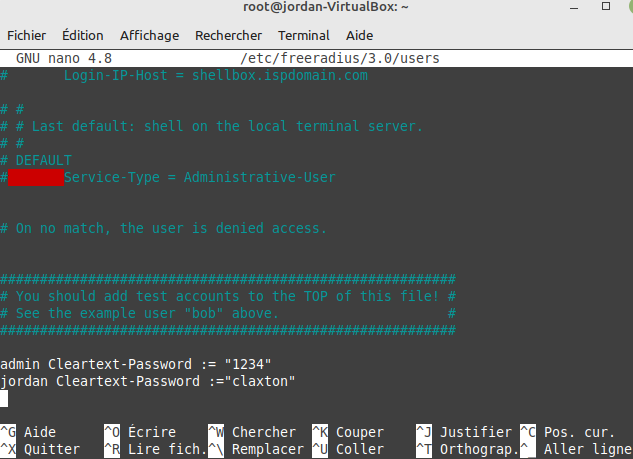 root@jordan-VirtualBox: ~
Fichier Édition Affichage Rechercher Terminal Aide
GNU nano 4.8 /etc/freeradius/3.0/users
# Login-IP-Host = shellbox.ispdomain.com
# #
# # Last default: shell on the local terminal server.
# #
# DEFAULT
# Service-Type = Administrative-User
# On no match, the user is denied access.
#########################################################
# You should add test accounts to the TOP of this file! #
# See the example user "bob" above. #
#########################################################
admin Cleartext-Password := "1234"
jordan Cleartext-Password :="claxton"
^G Aide ^O Écrire ^W Chercher ^K Couper ^J Justifier ^C Pos. cur.
^X Quitter ^R Lire fich. ^\ Remplacer ^U Coller ^T Orthograp. ^_ Aller ligne